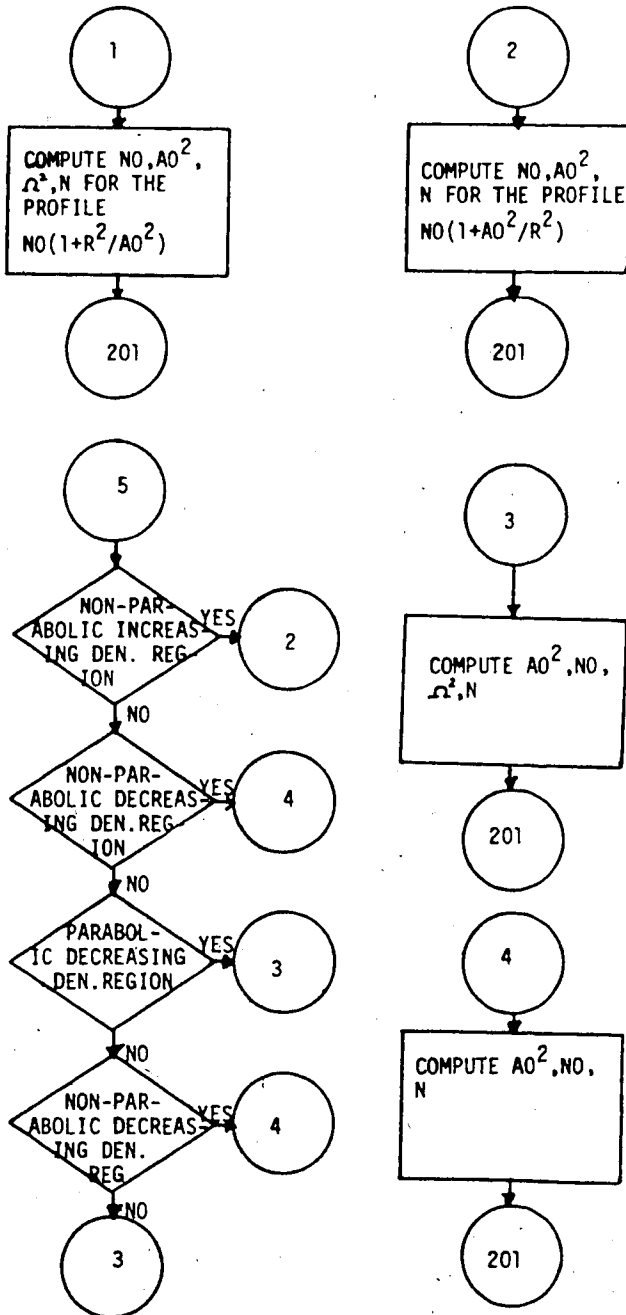 1
COMPUTE NO,AO²,
Ω²,N FOR THE
PROFILE
NO(1+R²/AO²)
201
2
COMPUTE NO,AO²,
N FOR THE PROFILE
NO(1+AO²/R²)
201
5
NON-PAR-
ABOLIC INCREAS-
ING DEN. REG-
ION
YES
2
NO
NON-PAR-
ABOLIC DECREAS-
ING DEN.REG-
ION
YES
4
NO
PARABOL-
IC DECREASING
DEN.REGION
YES
3
NO
NON-PAR-
ABOLIC DECREAS-
ING DEN.
REG
YES
4
NO
3
3
COMPUTE AO²,NO,
Ω²,N
201
4
COMPUTE AO²,NO,
N
201